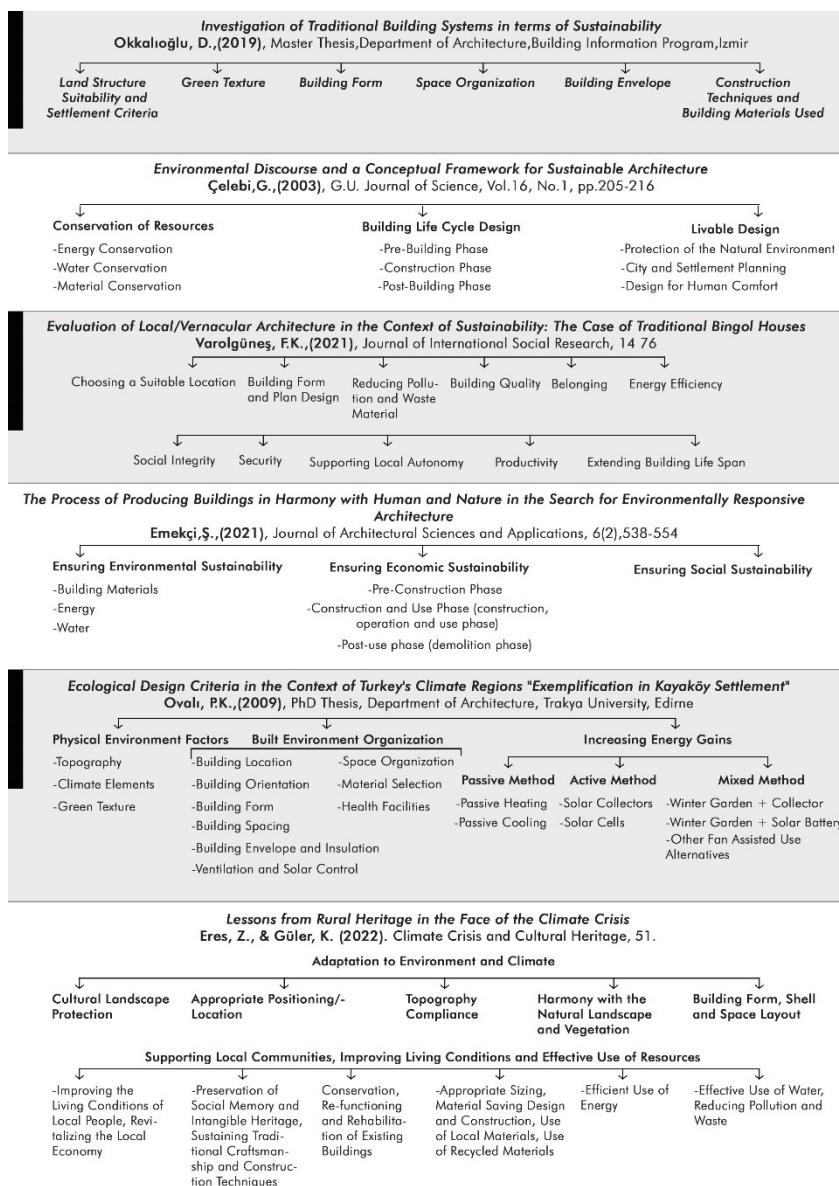 Investigation of Traditional Building Systems in terms of Sustainability
Okkalıoğlu, D.,(2019), Master Thesis,Department of Architecture,Building Information Program,Izmir
Land Structure
Suitability and
Settlement Criteria
Green Texture
Building Form
Space Organization
Building Envelope
Construction
Techniques and
Building Materials Used
Environmental Discourse and a Conceptual Framework for Sustainable Architecture
Çelebi,G.,(2003), G.U. Journal of Science, Vol.16, No.1, pp.205-216
Conservation of Resources
-Energy Conservation
-Water Conservation
-Material Conservation
Building Life Cycle Design
-Pre-Building Phase
-Construction Phase
-Post-Building Phase
Livable Design
-Protection of the Natural Environment
-City and Settlement Planning
-Design for Human Comfort
Evaluation of Local/Vernacular Architecture in the Context of Sustainability: The Case of Traditional Bingol Houses
Varolgüneş, F.K.,(2021), Journal of International Social Research, 14 76
Choosing a Suitable Location
Building Form
and Plan Design
Reducing Pollu-
tion and Waste
Material
Building Quality
Belonging
Energy Efficiency
Social Integrity
Security
Supporting Local Autonomy
Productivity
Extending Building Life Span
The Process of Producing Buildings in Harmony with Human and Nature in the Search for Environmentally Responsive
Architecture
Emekçi,Ş.,(2021), Journal of Architectural Sciences and Applications, 6(2),538-554
Ensuring Environmental Sustainability
-Building Materials
-Energy
-Water
Ensuring Economic Sustainability
-Pre-Construction Phase
-Construction and Use Phase (construction,
operation and use phase)
-Post-use phase (demolition phase)
Ensuring Social Sustainability
Ecological Design Criteria in the Context of Turkey's Climate Regions "Exemplification in Kayaköy Settlement"
Ovalı, P.K.,(2009), PhD Thesis, Department of Architecture, Trakya University, Edirne
Physical Environment Factors
-Topography
-Climate Elements
-Green Texture
Built Environment Organization
-Building Location
-Building Orientation
-Building Form
-Building Spacing
-Building Envelope and Insulation
-Ventilation and Solar Control
-Space Organization
-Material Selection
-Health Facilities
Increasing Energy Gains
Passive Method
-Passive Heating
-Passive Cooling
Active Method
-Solar Collectors
-Solar Cells
Mixed Method
-Winter Garden + Collector
-Winter Garden + Solar Battery
-Other Fan Assisted Use
Alternatives
Lessons from Rural Heritage in the Face of the Climate Crisis
Eres, Z., & Güler, K. (2022). Climate Crisis and Cultural Heritage, 51.
Adaptation to Environment and Climate
Cultural Landscape
Protection
Appropriate Positioning/-
Location
Topography
Compliance
Harmony with the
Natural Landscape
and Vegetation
Building Form, Shell
and Space Layout
Supporting Local Communities, Improving Living Conditions and Effective Use of Resources
-Improving the
Living Conditions of
Local People, Revi-
talizing the Local
Economy
-Preservation of
Social Memory and
Intangible Heritage,
Sustaining Tradi-
tional Craftsman-
ship and Construc-
tion Techniques
Conservation,
Re-functioning
and Rehabilita-
tion of Existing
Buildings
-Appropriate Sizing,
Material Saving Design
and Construction, Use
of Local Materials, Use
of Recycled Materials
-Efficient Use of
Energy
-Effective Use of Water,
Reducing Pollution and
Waste